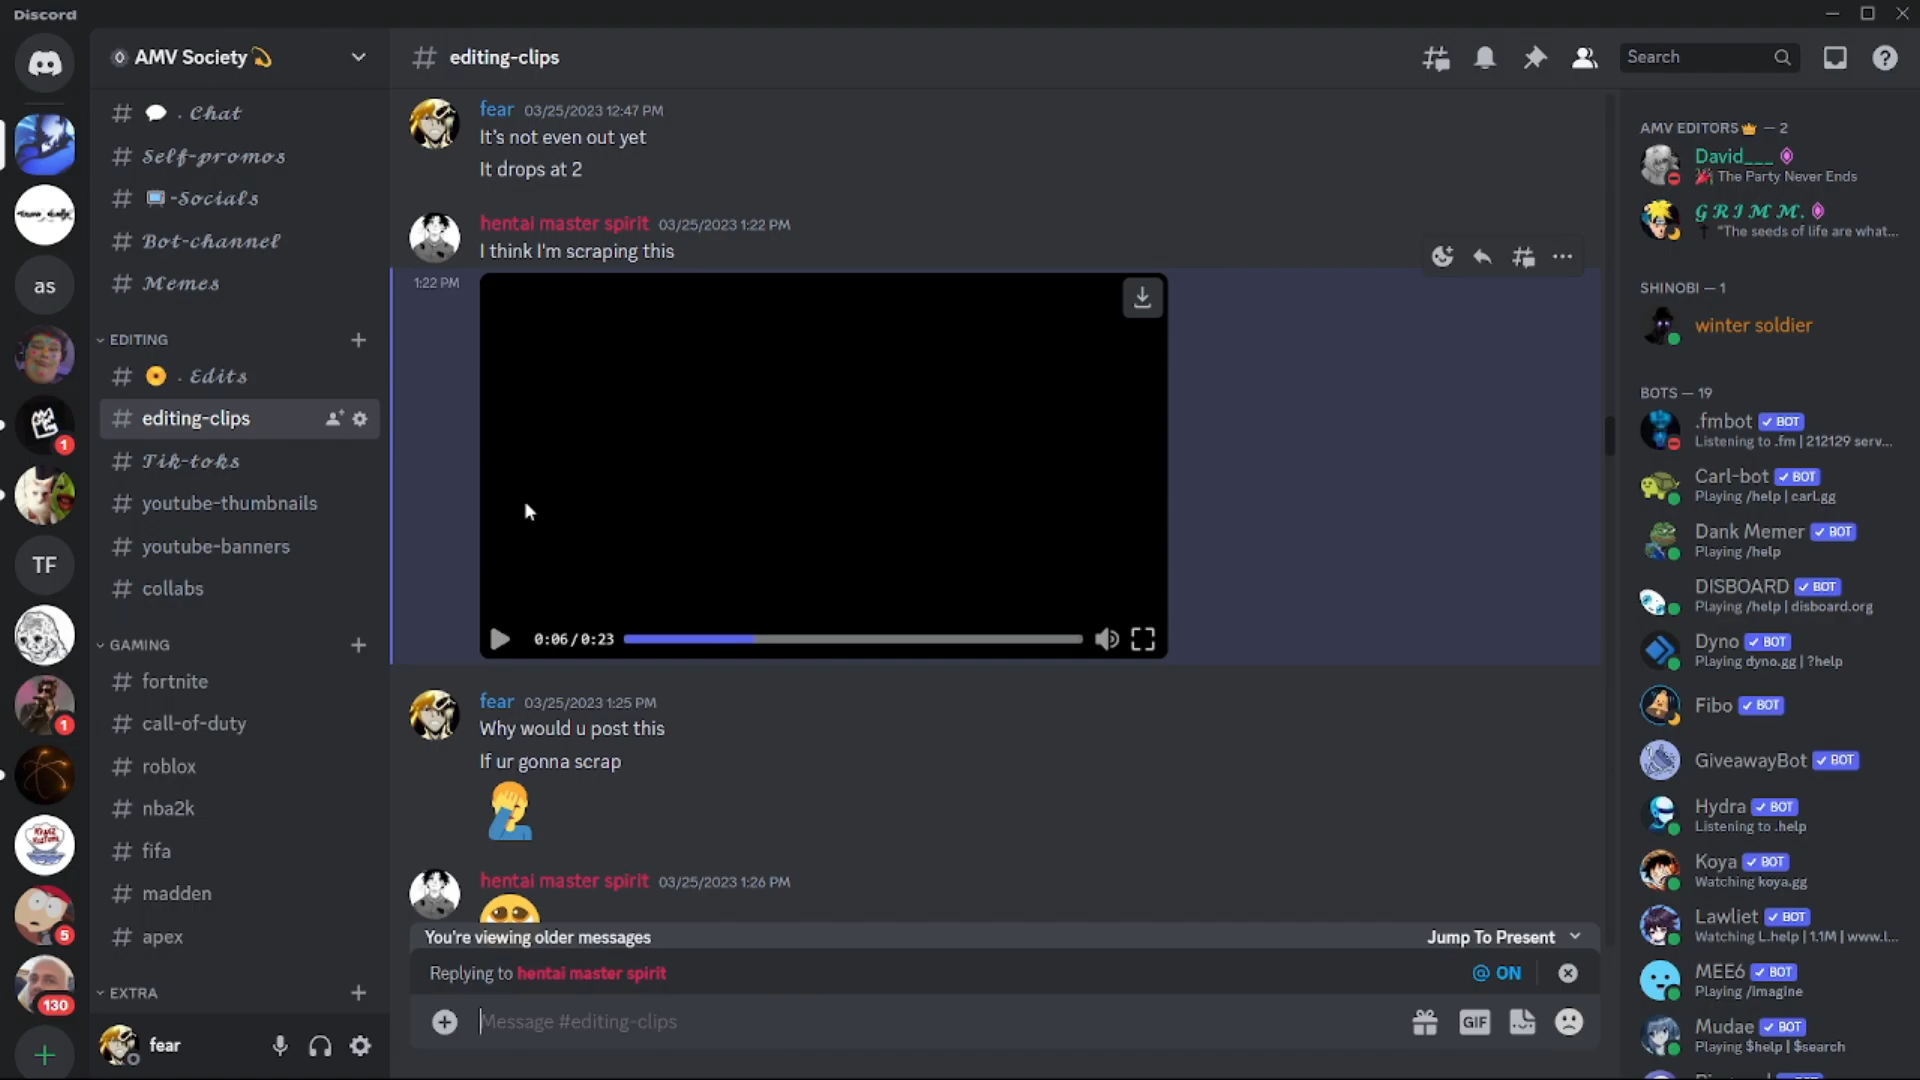 Discord
AMV Society💫
as
1
TF
1
5
130
# 💬 . 𝓒𝓱𝓪𝓽
# 𝓢𝓮𝓵𝓯-𝓹𝓻𝓸𝓶𝓸𝓼
# 🖥-𝓢𝓸𝓬𝓲𝓪𝓵𝓼
# 𝓑𝓸𝓽-𝓬𝓱𝓪𝓷𝓷𝓮𝓵
# 𝓜𝓮𝓶𝓮𝓼
EDITING
# 📀 . 𝓔𝓭𝓲𝓽𝓼
# editing-clips
# 𝓣𝓲𝓴-𝓽𝓸𝓴𝓼
# youtube-thumbnails
# youtube-banners
# collabs
GAMING
# fortnite
# call-of-duty
# roblox
# nba2k
# fifa
# madden
# apex
EXTRA
fear
# editing-clips
Search
fear 03/25/2023 12:47 PM
It's not even out yet
It drops at 2
hentai master spirit 03/25/2023 1:22 PM
I think I'm scraping this
1:22 PM
0:06/0:23
fear 03/25/2023 1:25 PM
Why would u post this
If ur gonna scrap
hentai master spirit 03/25/2023 1:26 PM
You're viewing older messages
Jump To Present
Replying to hentai master spirit
@ ON
Message #editing-clips
GIF
AMV EDITORS👑 — 2
David___
🎉 The Party Never Ends
𝓖 𝓡 𝓘 𝓜 𝓜.
"The seeds of life are what...
SHINOBI — 1
winter soldier
BOTS — 19
.fmbot ✓ BOT
Listening to .fm | 212129 serv...
Carl-bot ✓ BOT
Playing /help | carl.gg
Dank Memer ✓ BOT
Playing /help
DISBOARD ✓ BOT
Playing /help | disboard.org
Dyno ✓ BOT
Playing dyno.gg | ?help
Fibo ✓ BOT
GiveawayBot ✓ BOT
Hydra ✓ BOT
Listening to .help
Koya ✓ BOT
Watching koya.gg
Lawliet ✓ BOT
Watching L.help | 1.1M | www.l...
MEE6 ✓ BOT
Playing /imagine
Mudae ✓ BOT
Playing $help | $search